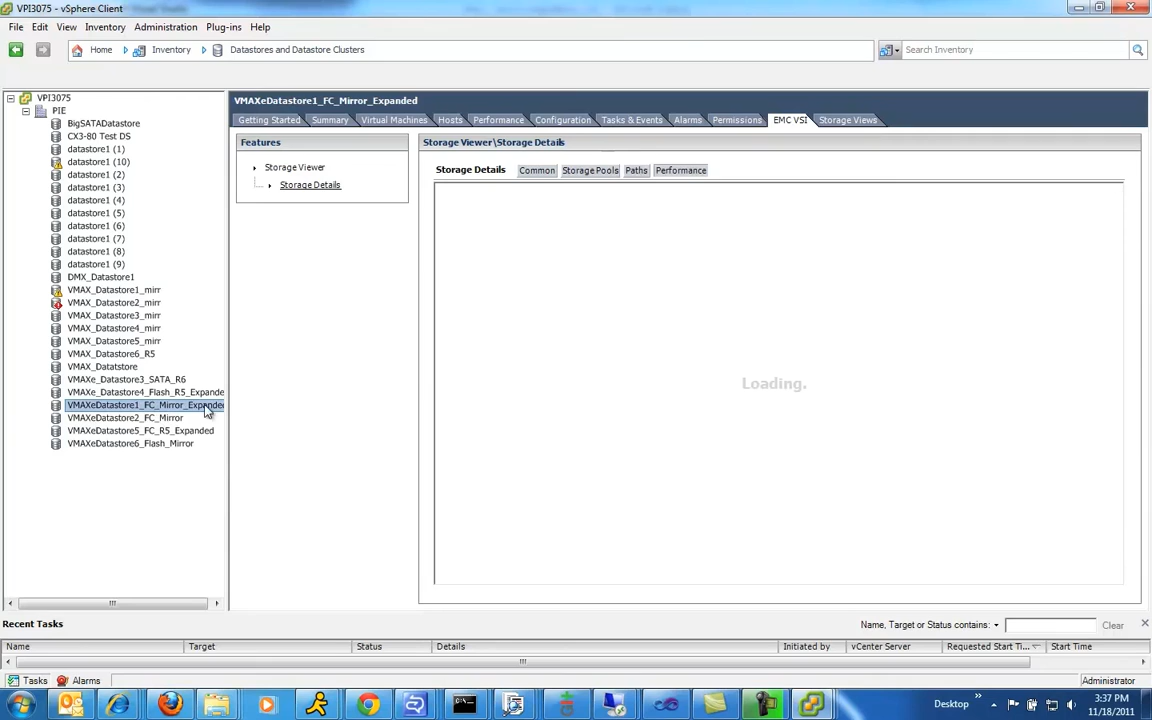 VPI3075 - vSphere Client
File Edit View Inventory Administration Plug-ins Help
Home Inventory Datastores and Datastore Clusters Search Inventory
VPI3075
PIE
BigSATADatastore
CX3-80 Test DS
datastore1 (1)
datastore1 (10)
datastore1 (2)
datastore1 (3)
datastore1 (4)
datastore1 (5)
datastore1 (6)
datastore1 (7)
datastore1 (8)
datastore1 (9)
DMX_Datastore1
VMAX_Datastore1_mirr
VMAX_Datastore2_mirr
VMAX_Datastore3_mirr
VMAX_Datastore4_mirr
VMAX_Datastore5_mirr
VMAX_Datastore6_R5
VMAX_Datatstore
VMAXe_Datastore3_SATA_R6
VMAXe_Datastore4_Flash_R5_Expande
VMAXeDatastore1_FC_Mirror_Expanded
VMAXeDatastore2_FC_Mirror
VMAXeDatastore5_FC_R5_Expanded
VMAXeDatastore6_Flash_Mirror
VMAXeDatastore1_FC_Mirror_Expanded
Getting Started Summary Virtual Machines Hosts Performance Configuration Tasks & Events Alarms Permissions EMC VSI Storage Views
Features
Storage Viewer
Storage Details
Storage Viewer\Storage Details
Storage Details Common Storage Pools Paths Performance
Loading.
Recent Tasks Name, Target or Status contains: Clear
Name Target Status Details Initiated by vCenter Server Requested Start Ti... Start Time
Tasks Alarms Administrator
Desktop 3:37 PM
11/18/2011